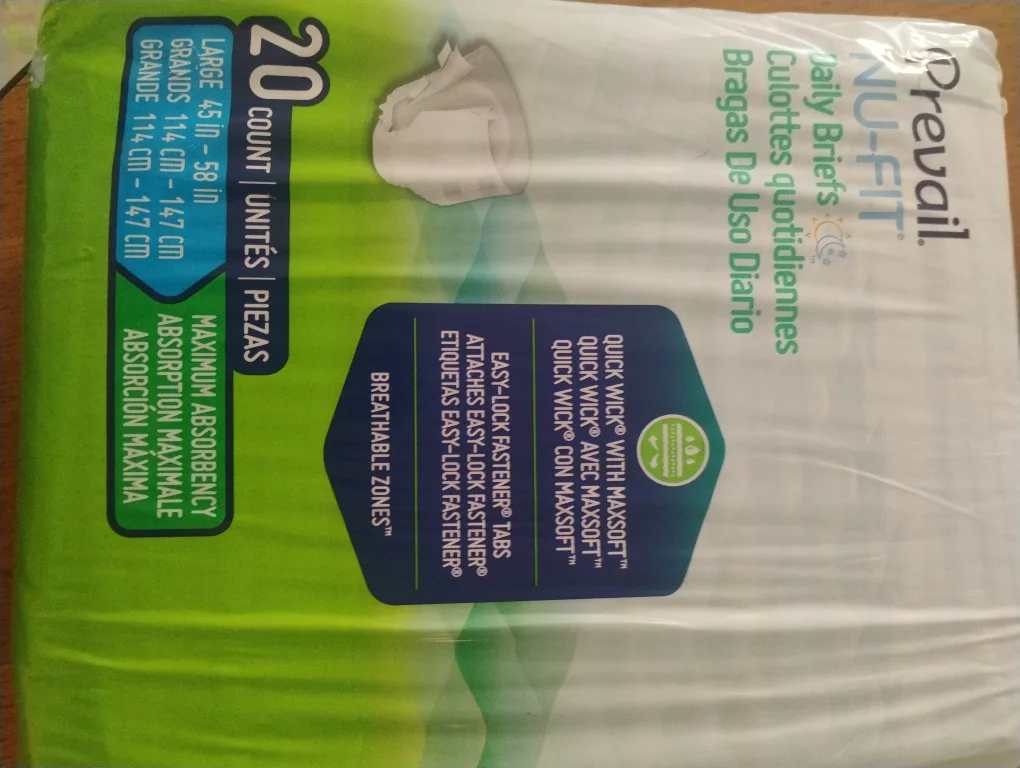 Prevail®
NU-FIT®
Daily Briefs
Culottes quotidiennes
Bragas De Uso Diario
QUICK WICK® WITH MAXSOFT™
QUICK WICK® AVEC MAXSOFT™
QUICK WICK® CON MAXSOFT™
EASY-LOCK FASTENER® TABS
ATTACHES EASY-LOCK FASTENER®
ETIQUETAS EASY-LOCK FASTENER®
BREATHABLE ZONES™
20 COUNT | UNITÉS | PIEZAS
LARGE 45 in - 58 in
GRANDS 114 cm - 147 cm
GRANDE 114 cm - 147 cm
MAXIMUM ABSORBENCY
ABSORPTION MAXIMALE
ABSORCIÓN MÁXIMA